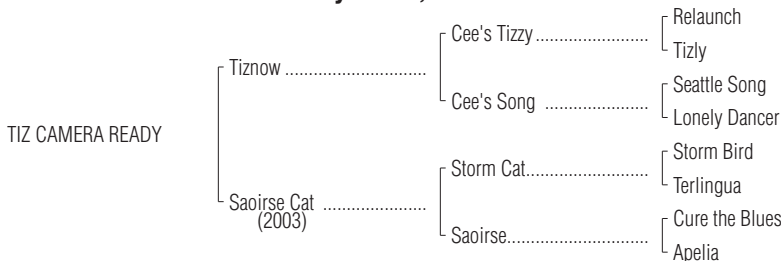 Relaunch
Cee's Tizzy
Tizly
Tiznow
Seattle Song
Cee's Song
Lonely Dancer
TIZ CAMERA READY
Storm Bird
Storm Cat
Terlingua
Saoirse Cat
(2003)
Cure the Blues
Saoirse
Apelia